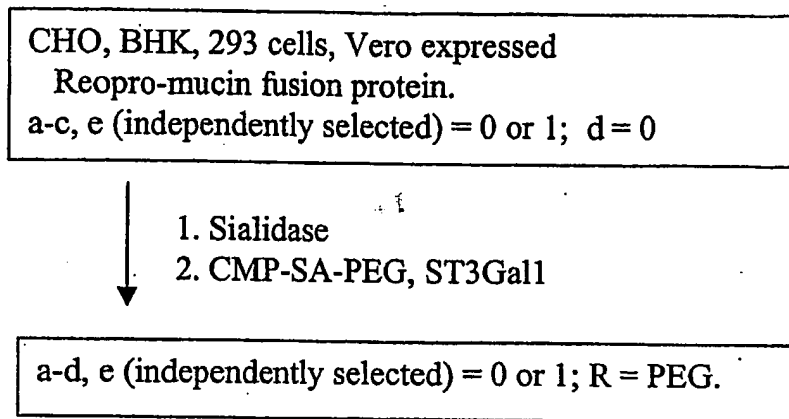 CHO, BHK, 293 cells, Vero expressed
Reopro-mucin fusion protein.
a-c, e (independently selected) = 0 or 1; d = 0
1. Sialidase
2. CMP-SA-PEG, ST3Gal1
a-d, e (independently selected) = 0 or 1; R = PEG.